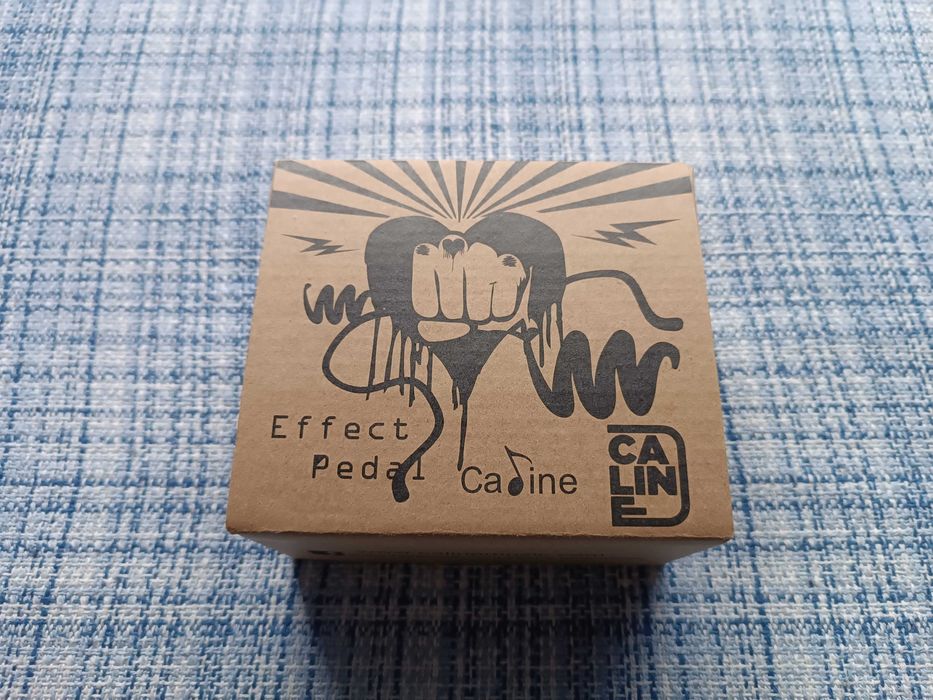 Effect
Pedal
Caline
CA
LIN
E